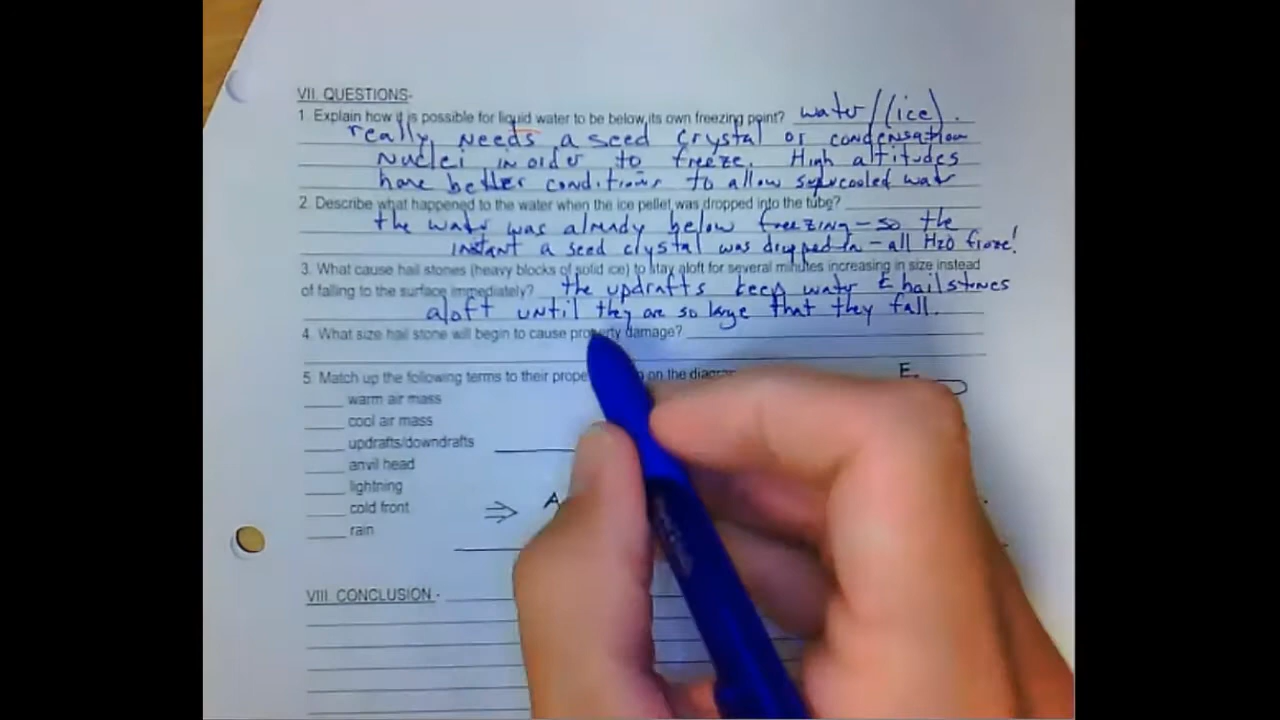 VII. QUESTIONS-
1. Explain how it is possible for liquid water to be below its own freezing point? water/(ice).
really needs a seed crystal or condensation
Nuclei in order to freeze. High altitudes
have better conditions to allow supercooled water
2. Describe what happened to the water when the ice pellet was dropped into the tube?
the water was already below freezing - so the
instant a seed crystal was dropped in - all H2O froze!
3. What cause hail stones (heavy blocks of solid ice) to stay aloft for several minutes increasing in size instead
of falling to the surface immediately? the updrafts keep water & hailstones
aloft until they are so large that they fall.
4. What size hail stone will begin to cause property damage?
5. Match up the following terms to their on the E.
warm air mass
cool air mass
updrafts/downdrafts
anvil head
lightning
cold front
⇒ A
rain
VIII. CONCLUSION-